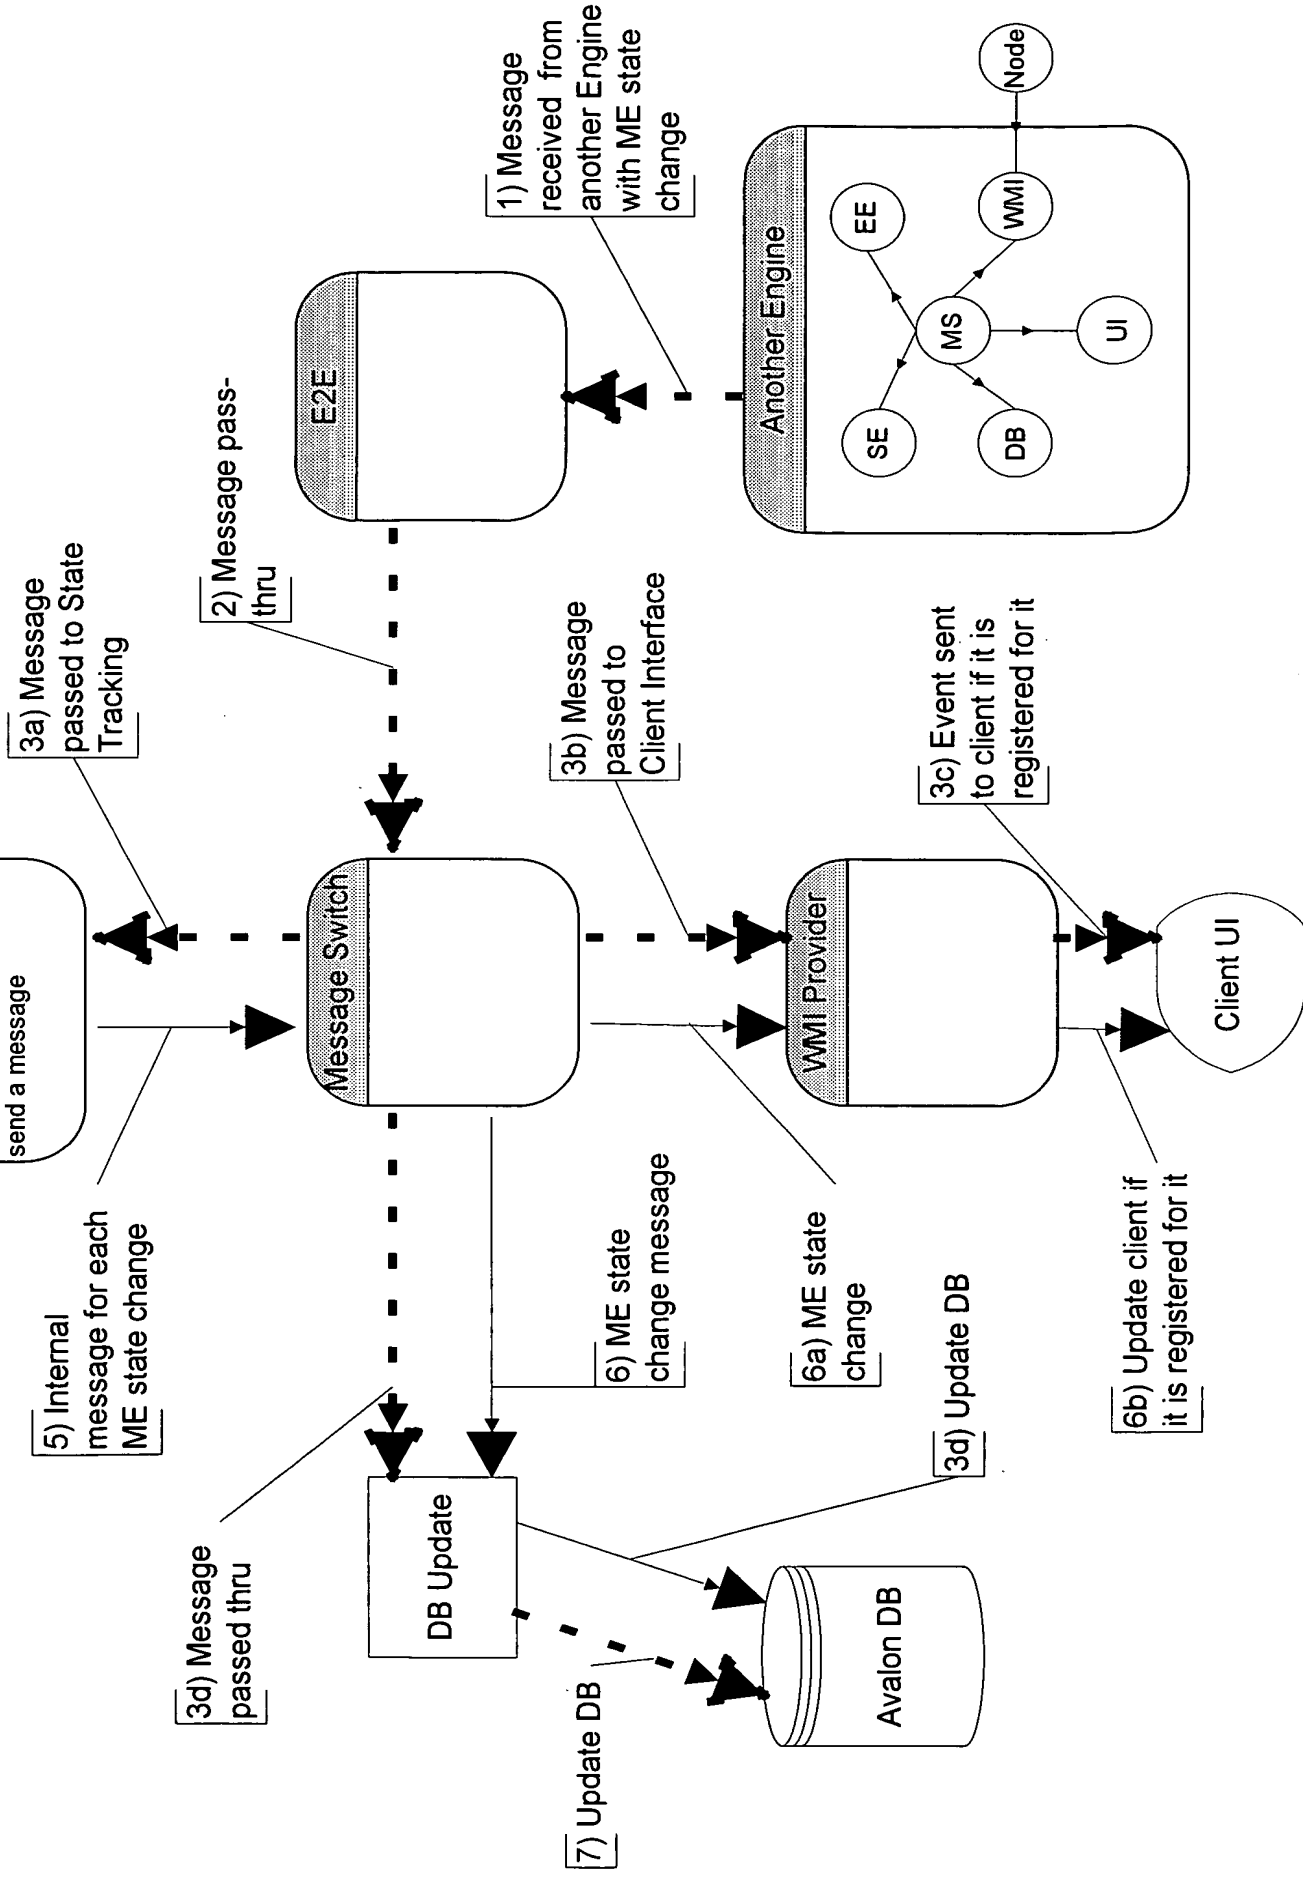 send a message
3a) Message
passed to State
Tracking
5) Internal
message for each
ME state change
3d) Message
passed thru
2) Message pass-
thru
E2E
Message Switch
DB Update
1) Message
received from
another Engine
with ME state
change
3b) Message
passed to
Client Interface
6) ME state
change message
7) Update DB
Another Engine
WMI Provider
6a) ME state
change
SE
EE
MS
DB
WMI
UI
Node
Avalon DB
3d) Update DB
3c) Event sent
to client if it is
registered for it
6b) Update client if
it is registered for it
Client UI